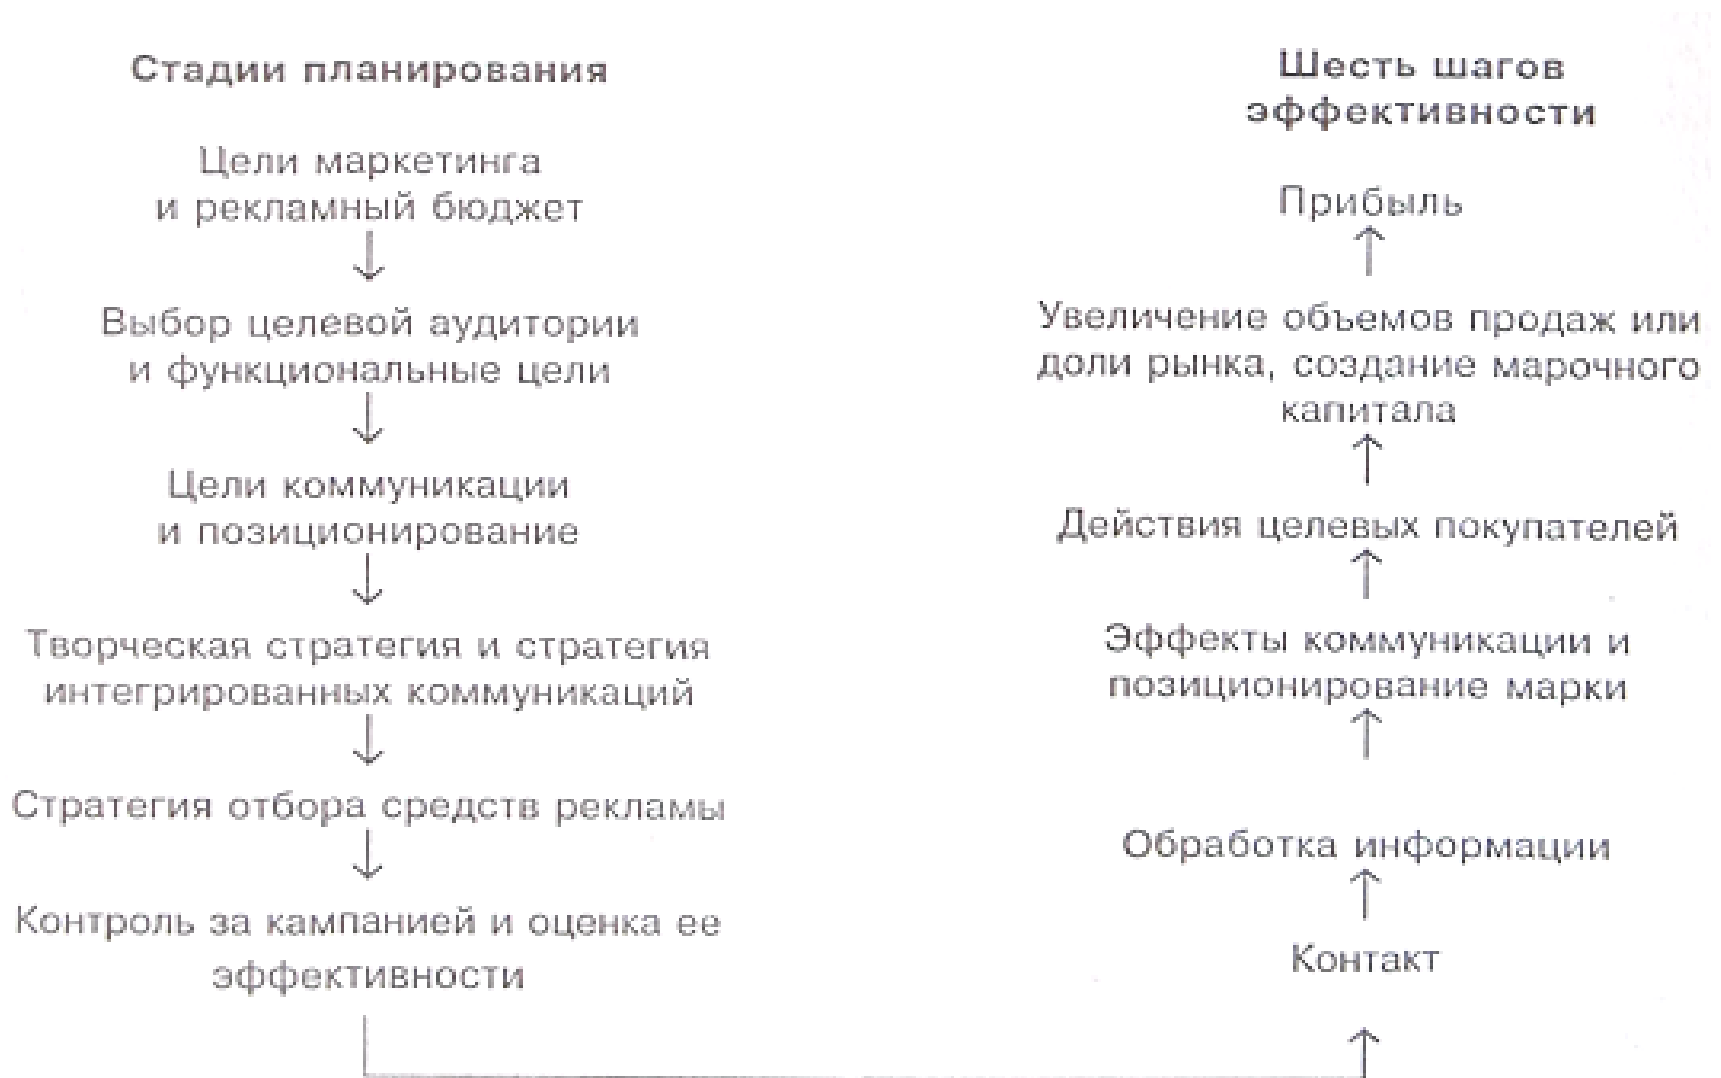 Стадии планирования
Цели маркетинга
и рекламный бюджет
Выбор целевой аудитории
и функциональные цели
Цели коммуникации
и позиционирование
Творческая стратегия и стратегия
интегрированных коммуникаций
Стратегия отбора средств рекламы
Контроль за кампанией и оценка ее
эффективности
Шесть шагов
эффективности
Прибыль
Увеличение объемов продаж или
доли рынка, создание марочного
капитала
Действия целевых покупателей
Эффекты коммуникации и
позиционирование марки
Обработка информации
Контакт